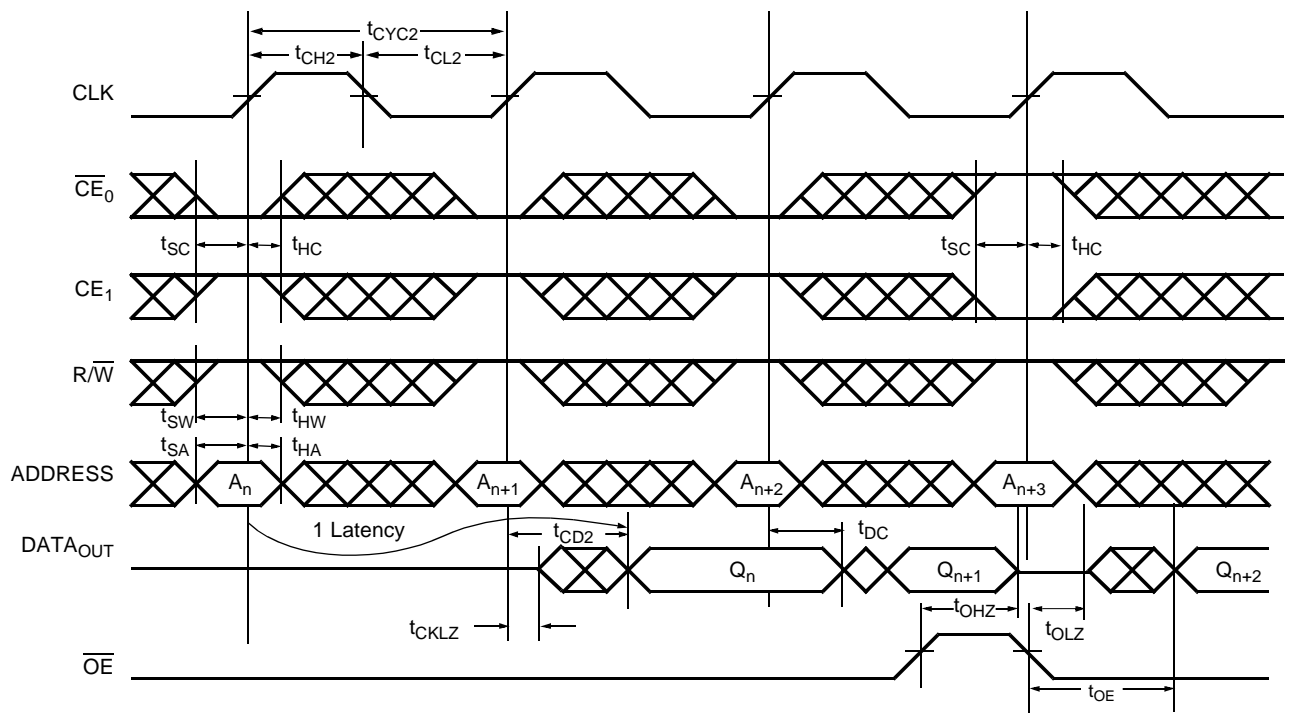 tCYC2
tCH2
tCL2
CLK
CE0
tSC
tHC
tSC
tHC
CE1
R/W
tSW
tHW
tSA
tHA
ADDRESS
An
An+1
An+2
An+3
1 Latency
tCD2
tDC
DATAOUT
Qn
Qn+1
Qn+2
tOHZ
tCKLZ
tOLZ
OE
tOE